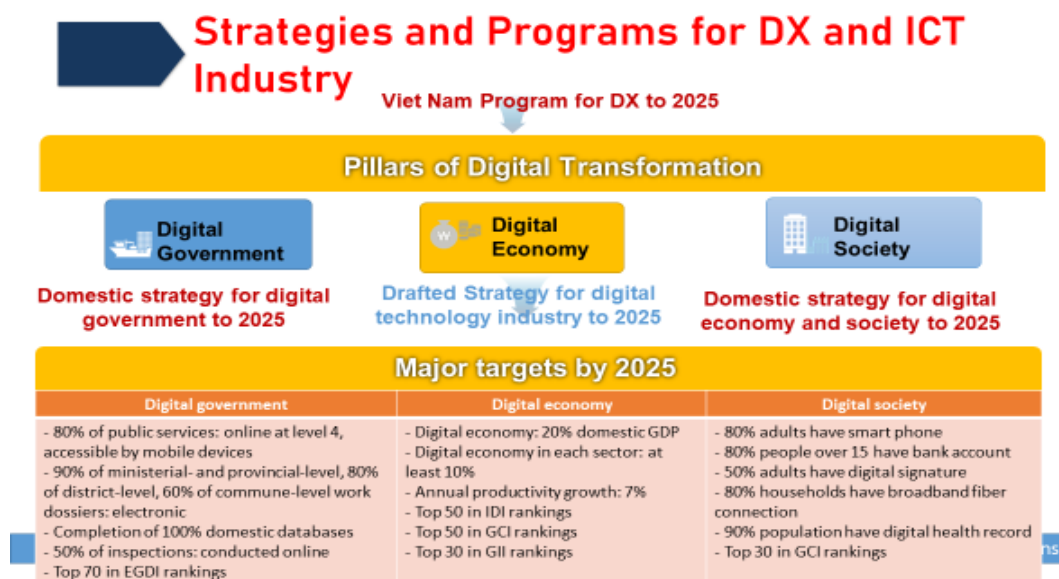 Strategies and Programs for DX and ICT
Industry
Viet Nam Program for DX to 2025
Pillars of Digital Transformation
Digital
Government
Digital
Economy
Digital
Society
Domestic strategy for digital
government to 2025
Drafted Strategy for digital
technology industry to 2025
Domestic strategy for digital
economy and society to 2025
Major targets by 2025
Digital government
- 80% of public services: online at level 4,
accessible by mobile devices
- 90% of ministerial- and provincial-level, 80%
of district-level, 60% of commune-level work
dossiers: electronic
- Completion of 100% domestic databases
- 50% of inspections: conducted online
- Top 70 in EGDI rankings
Digital economy
- Digital economy: 20% domestic GDP
- Digital economy in each sector: at
least 10%
- Annual productivity growth: 7%
- Top 50 in IDI rankings
- Top 50 in GCI rankings
- Top 30 in GII rankings
Digital society
- 80% adults have smart phone
- 80% people over 15 have bank account
- 50% adults have digital signature
- 80% households have broadband fiber
connection
- 90% population have digital health record
- Top 30 in GCI rankings